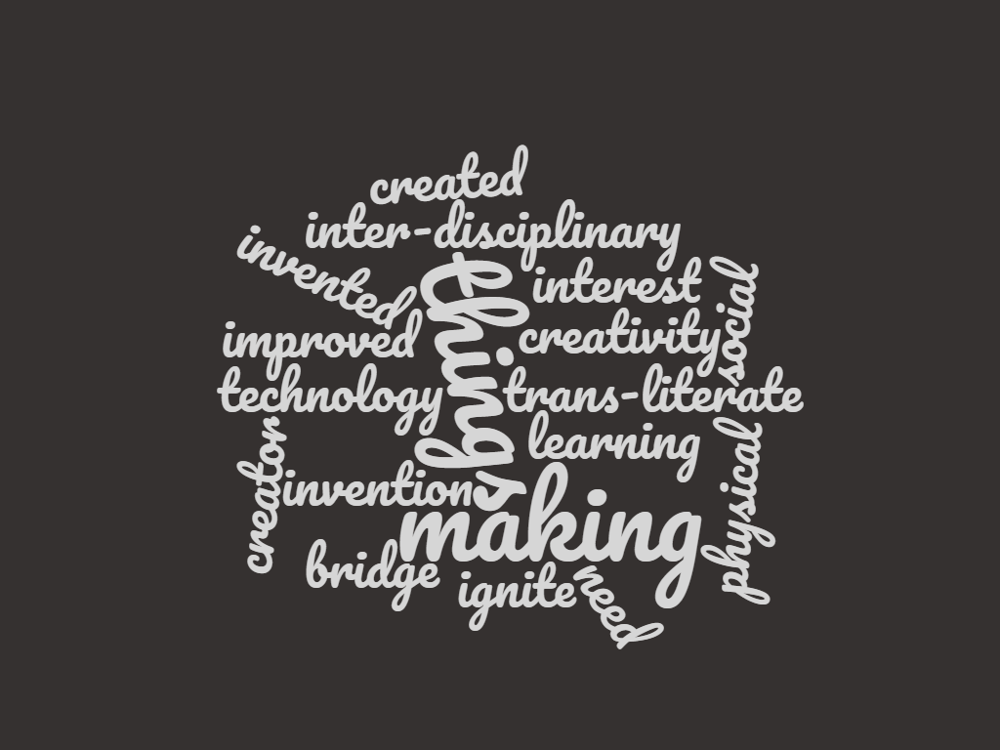 created
inter-disciplinary
invented
things
interest
social
improved
creativity
technology
trans-literate
creator
learning
physical
invention
making
bridge
ignite
need